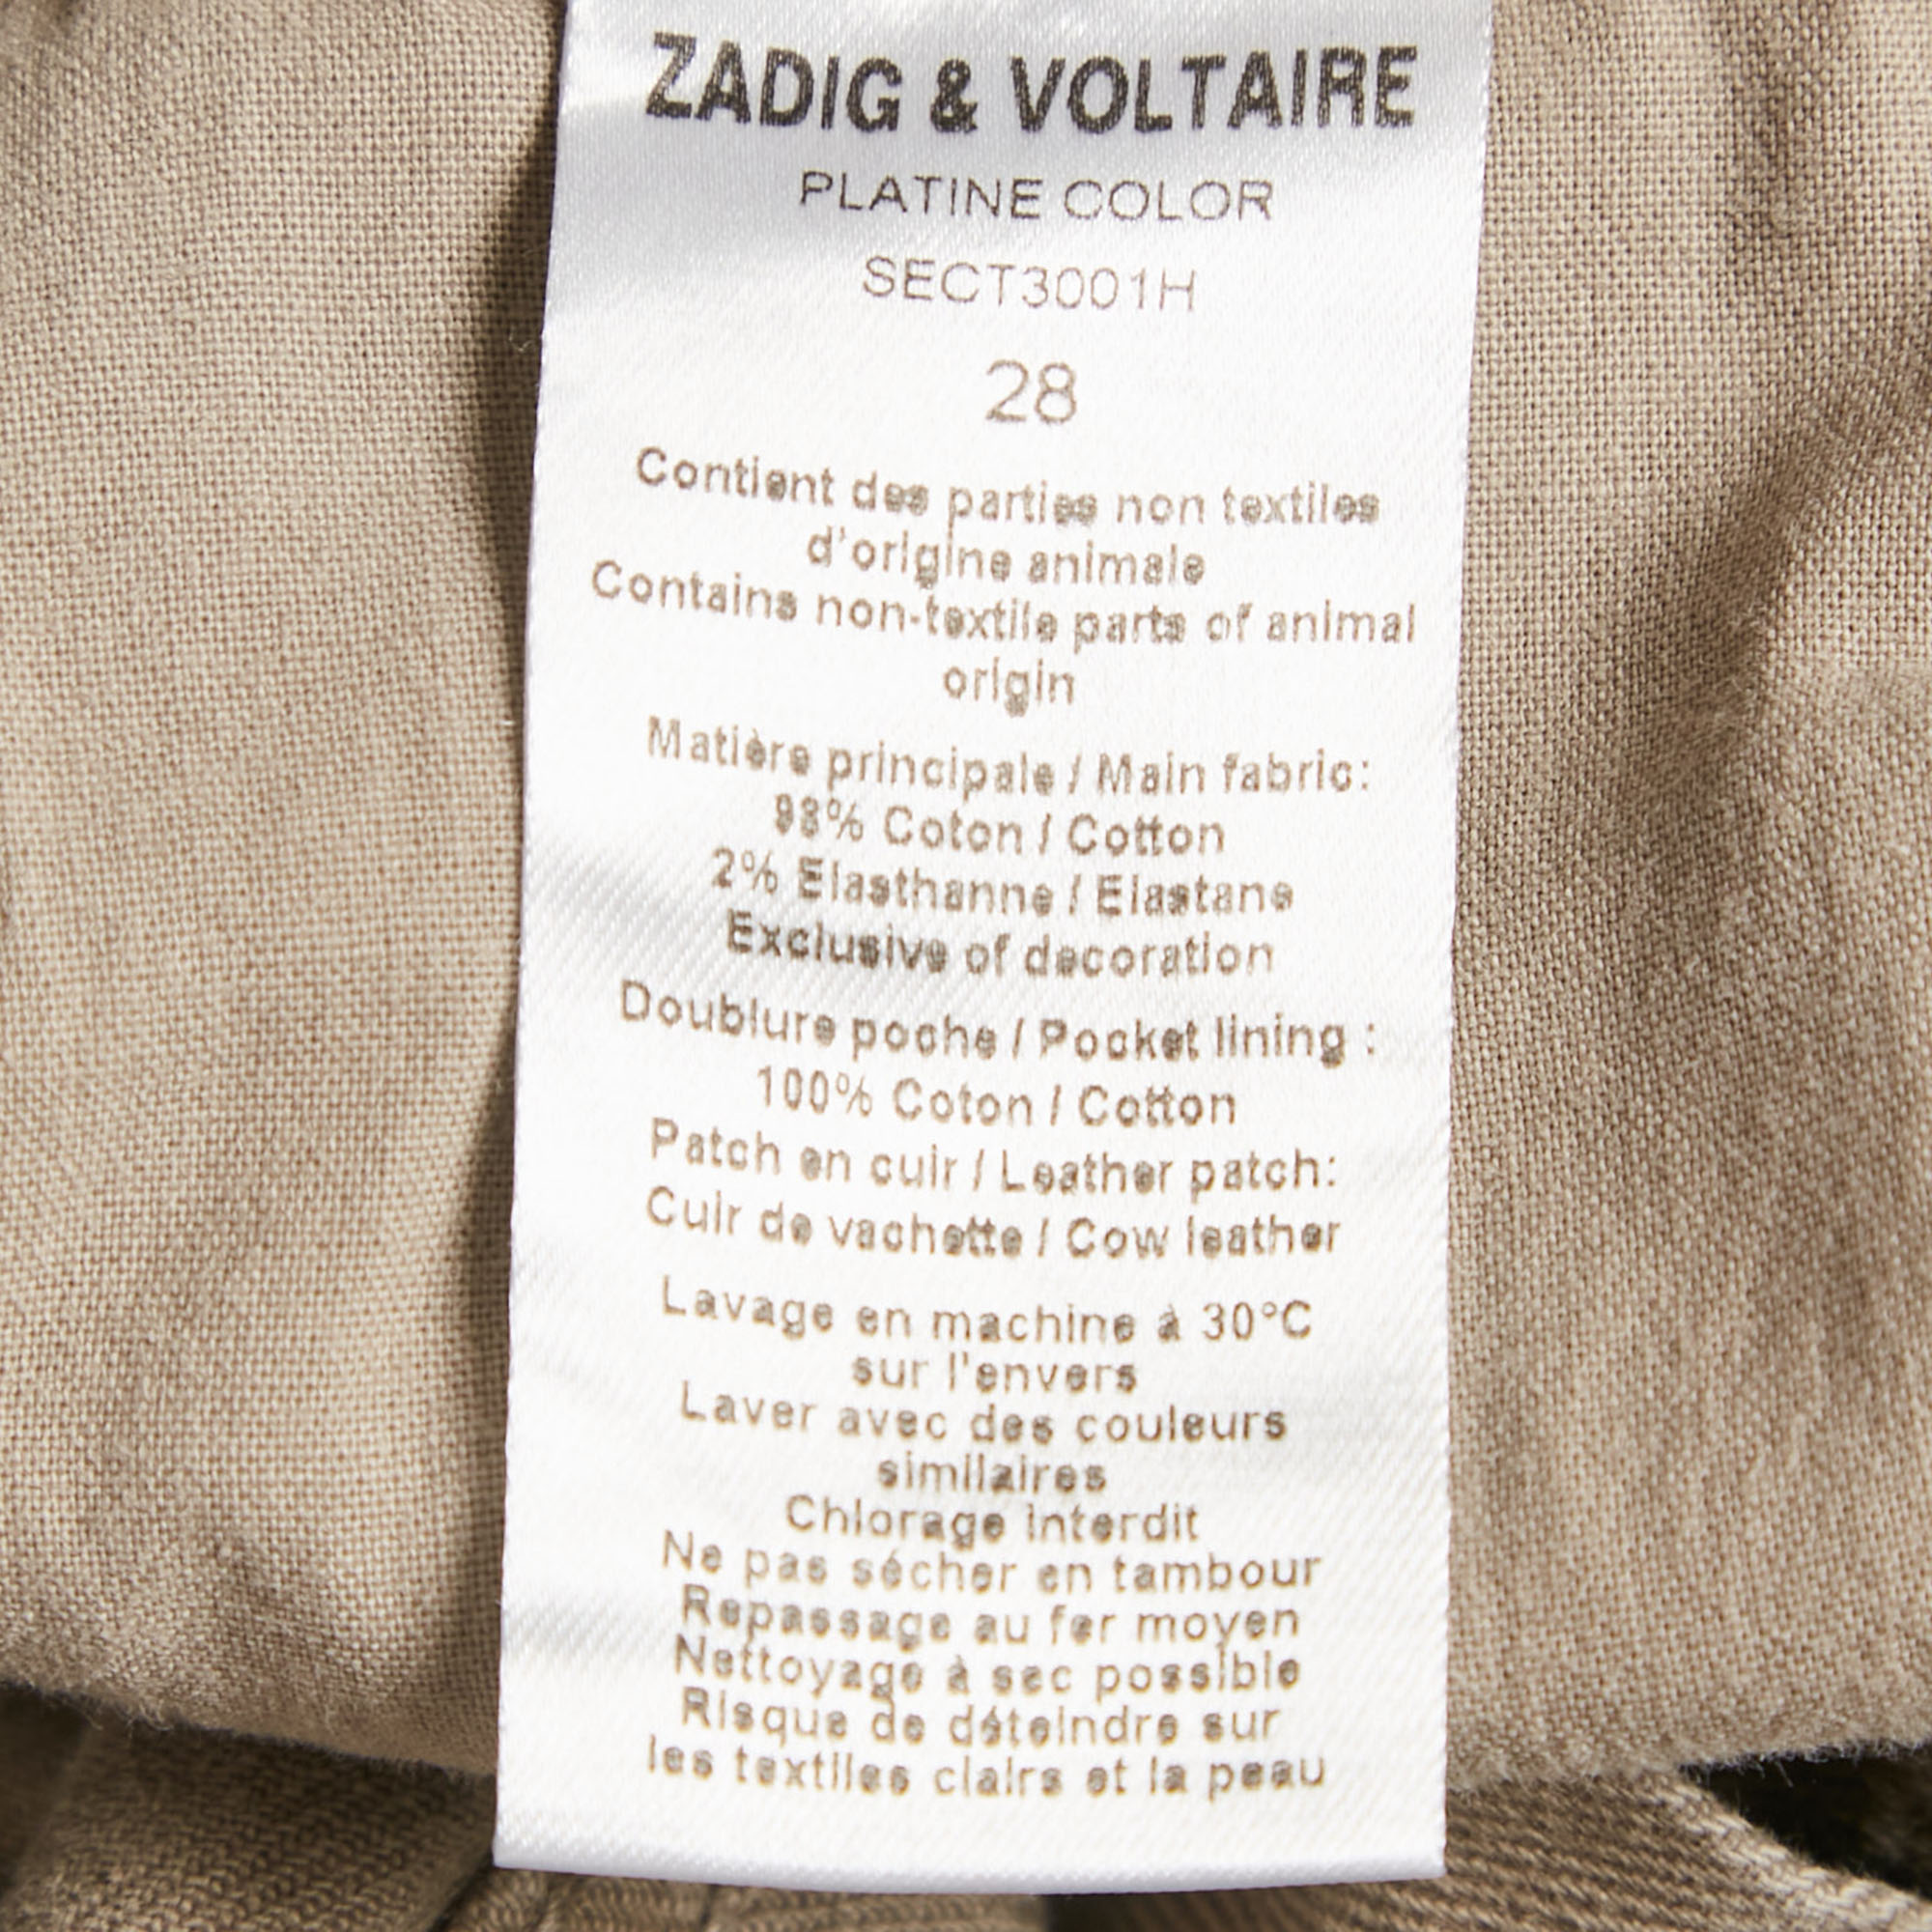 ZADIG & VOLTAIRE
PLATINE COLOR
SECT3001H
28
Contient des parties non textiles
d'origine animale
Contains non-textile parts of animal
origin
Matière principale / Main fabric:
98% Coton / Cotton
2% Elasthanne / Elastane
Exclusive of decoration
Doublure poche / Pocket lining :
100% Coton / Cotton
Patch en cuir / Leather patch:
Cuir de vachette / Cow leather
Lavage en machine à 30°C
sur l'envers
Laver avec des couleurs
similaires
Chlorage interdit
Ne pas sécher en tambour
Repassage au fer moyen
Nettoyage à sec possible
Risque de déteindre sur
les textiles clairs et la peau